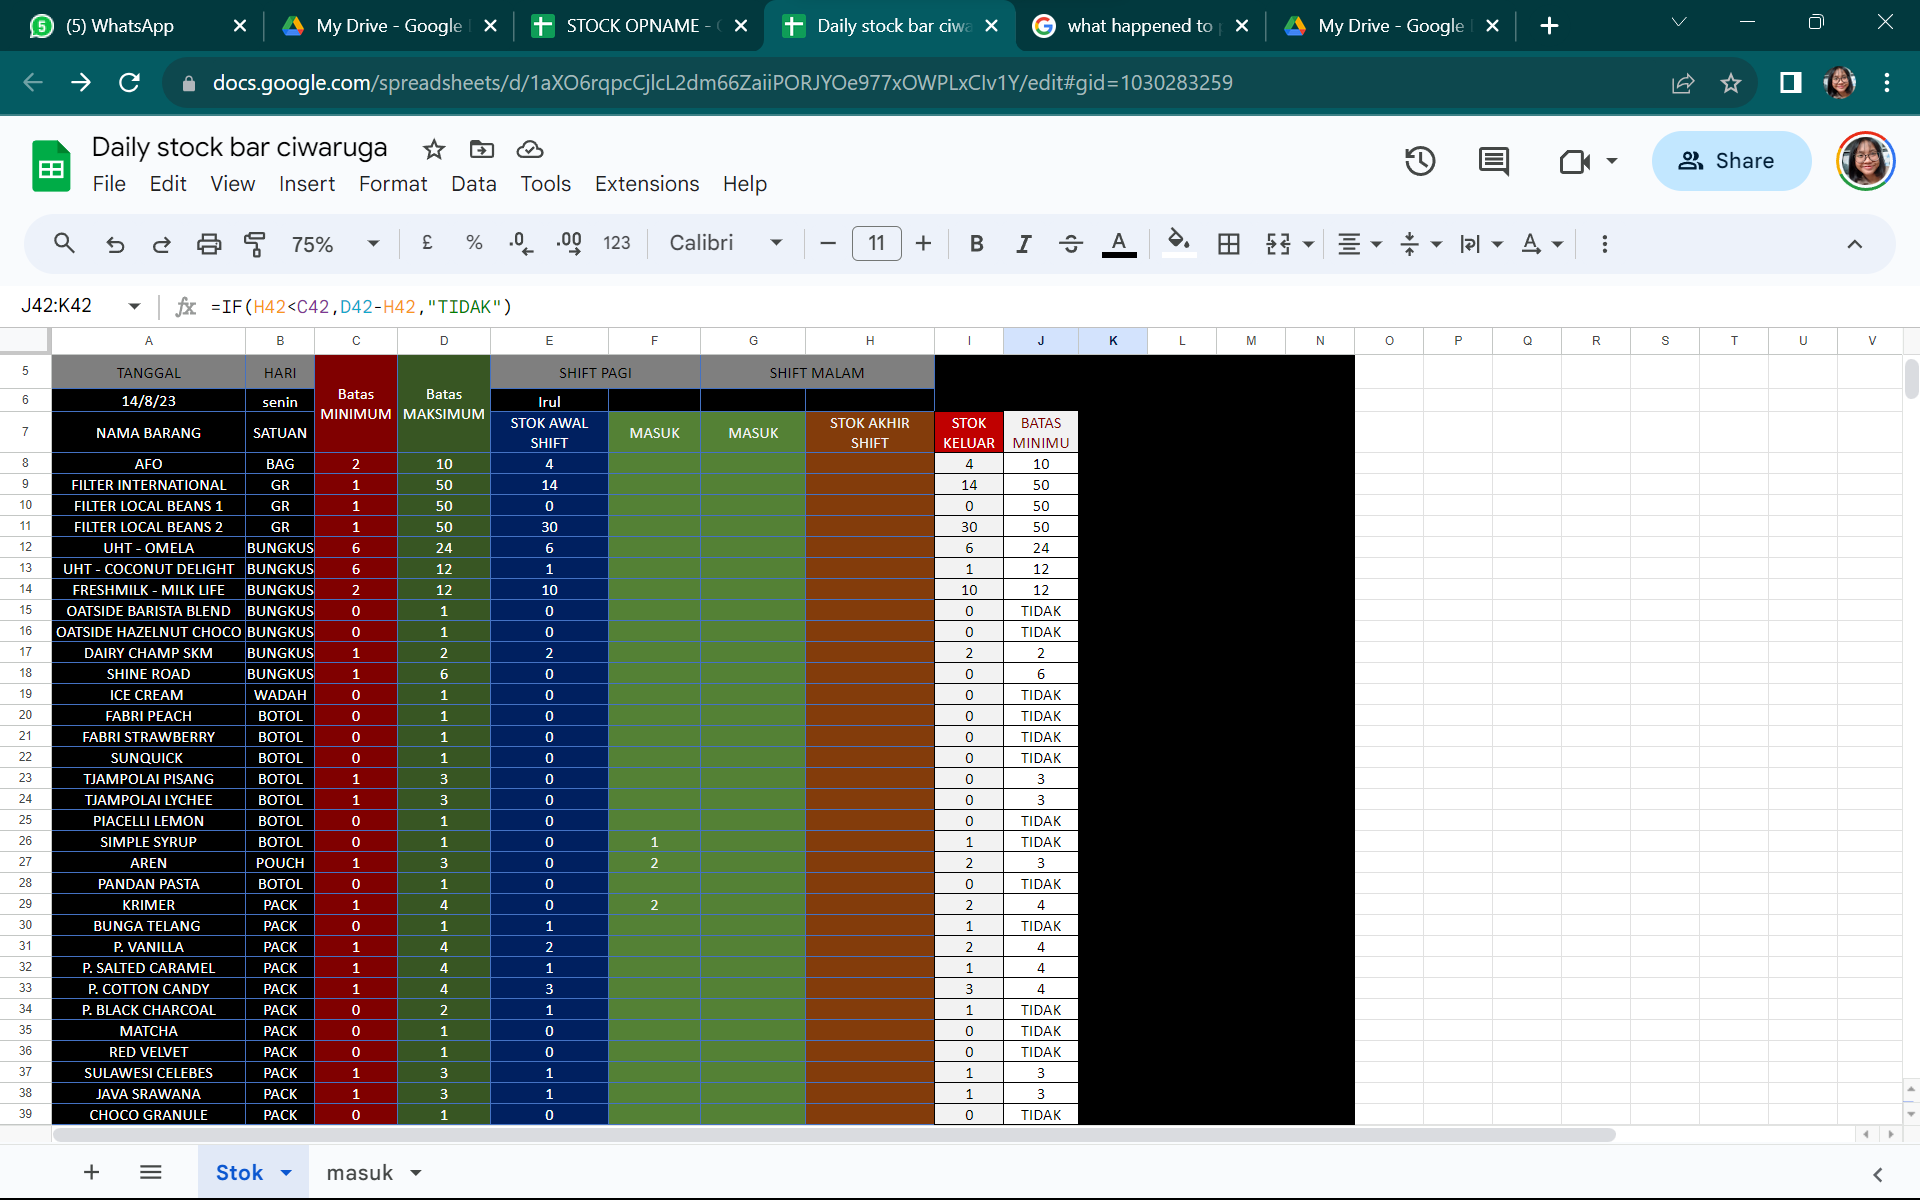 (5) WhatsApp
My Drive - Google
STOCK OPNAME -
Daily stock bar ciwa
what happened to
My Drive - Google
docs.google.com/spreadsheets/d/1aXO6rqpcCjlcL2dm66ZaiiPORJYOe977xOWPLxCIv1Y/edit#gid=1030283259
Daily stock bar ciwaruga
File Edit View Insert Format Data Tools Extensions Help
Share
75% £ % .0 .00 123 Calibri 11 B I A
J42:K42 fx =IF(H42<C42,D42-H42,"TIDAK")
A B C D E F G H I J K L M N O P Q R S T U V
5 TANGGAL HARI Batas MINIMUM Batas MAKSIMUM SHIFT PAGI SHIFT MALAM
6 14/8/23 senin Irul
7 NAMA BARANG SATUAN STOK AWAL SHIFT MASUK MASUK STOK AKHIR SHIFT STOK KELUAR BATAS MINIMU
8 AFO BAG 2 10 4 4 10
9 FILTER INTERNATIONAL GR 1 50 14 14 50
10 FILTER LOCAL BEANS 1 GR 1 50 0 0 50
11 FILTER LOCAL BEANS 2 GR 1 50 30 30 50
12 UHT - OMELA BUNGKUS 6 24 6 6 24
13 UHT - COCONUT DELIGHT BUNGKUS 6 12 1 1 12
14 FRESHMILK - MILK LIFE BUNGKUS 2 12 10 10 12
15 OATSIDE BARISTA BLEND BUNGKUS 0 1 0 0 TIDAK
16 OATSIDE HAZELNUT CHOCO BUNGKUS 0 1 0 0 TIDAK
17 DAIRY CHAMP SKM BUNGKUS 1 2 2 2 2
18 SHINE ROAD BUNGKUS 1 6 0 0 6
19 ICE CREAM WADAH 0 1 0 0 TIDAK
20 FABRI PEACH BOTOL 0 1 0 0 TIDAK
21 FABRI STRAWBERRY BOTOL 0 1 0 0 TIDAK
22 SUNQUICK BOTOL 0 1 0 0 TIDAK
23 TJAMPOLAI PISANG BOTOL 1 3 0 0 3
24 TJAMPOLAI LYCHEE BOTOL 1 3 0 0 3
25 PIACELLI LEMON BOTOL 0 1 0 0 TIDAK
26 SIMPLE SYRUP BOTOL 0 1 0 1 1 TIDAK
27 AREN POUCH 1 3 0 2 2 3
28 PANDAN PASTA BOTOL 0 1 0 0 TIDAK
29 KRIMER PACK 1 4 0 2 2 4
30 BUNGA TELANG PACK 0 1 1 1 TIDAK
31 P. VANILLA PACK 1 4 2 2 4
32 P. SALTED CARAMEL PACK 1 4 1 1 4
33 P. COTTON CANDY PACK 1 4 3 3 4
34 P. BLACK CHARCOAL PACK 0 2 1 1 TIDAK
35 MATCHA PACK 0 1 0 0 TIDAK
36 RED VELVET PACK 0 1 0 0 TIDAK
37 SULAWESI CELEBES PACK 1 3 1 1 3
38 JAVA SRAWANA PACK 1 3 1 1 3
39 CHOCO GRANULE PACK 0 1 0 0 TIDAK
Stok masuk